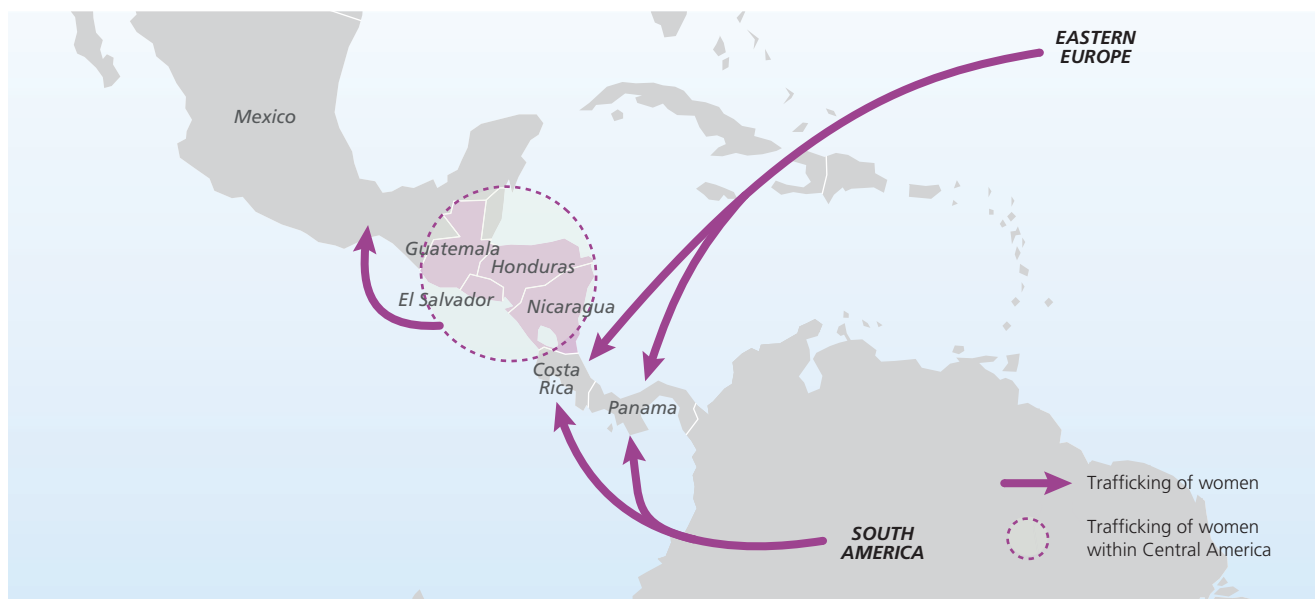 EASTERN
EUROPE
Mexico
Guatemala
Honduras
El Salvador
Nicaragua
Costa
Rica
Panama
SOUTH
AMERICA
Trafficking of women
Trafficking of women
within Central America